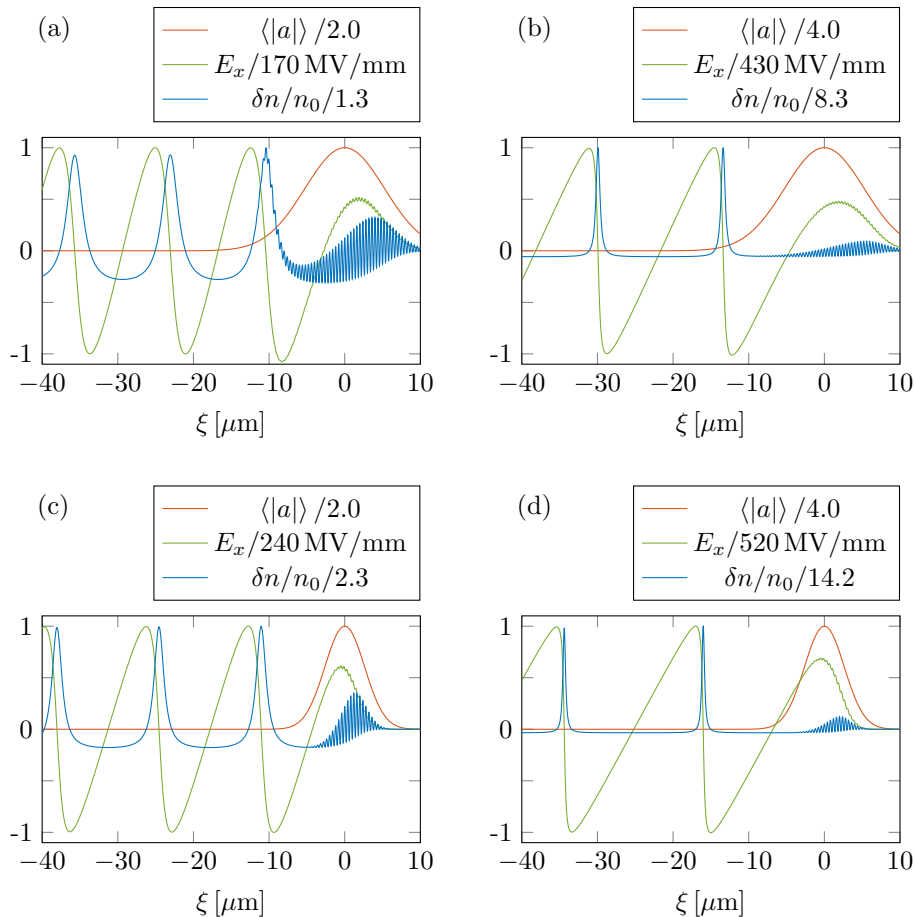 (a)
⟨|a|⟩ /2.0
E_x/170 MV/mm
δn/n_0/1.3
1
0
-1
−40 −30 −20 −10 0 10
ξ [μm]
(b)
⟨|a|⟩ /4.0
E_x/430 MV/mm
δn/n_0/8.3
1
0
-1
−40 −30 −20 −10 0 10
ξ [μm]
(c)
⟨|a|⟩ /2.0
E_x/240 MV/mm
δn/n_0/2.3
1
0
-1
−40 −30 −20 −10 0 10
ξ [μm]
(d)
⟨|a|⟩ /4.0
E_x/520 MV/mm
δn/n_0/14.2
1
0
-1
−40 −30 −20 −10 0 10
ξ [μm]